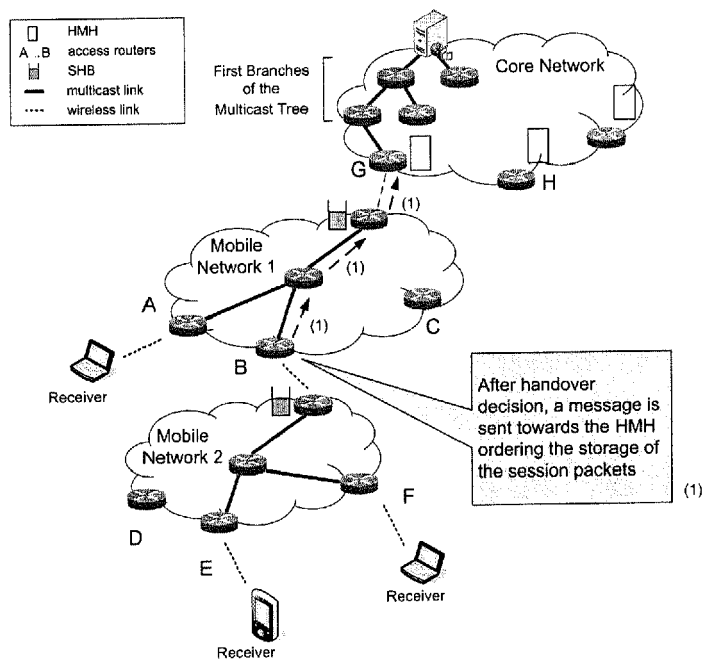 HMH
A ..B access routers
SHB
multicast link
wireless link
First Branches
of the
Multicast Tree
Core Network
G
H
(1)
Mobile
Network 1
(1)
(1)
A
B
C
Receiver
After handover
decision, a message is
sent towards the HMH
ordering the storage of
the session packets
(1)
Mobile
Network 2
D
E
F
Receiver
Receiver